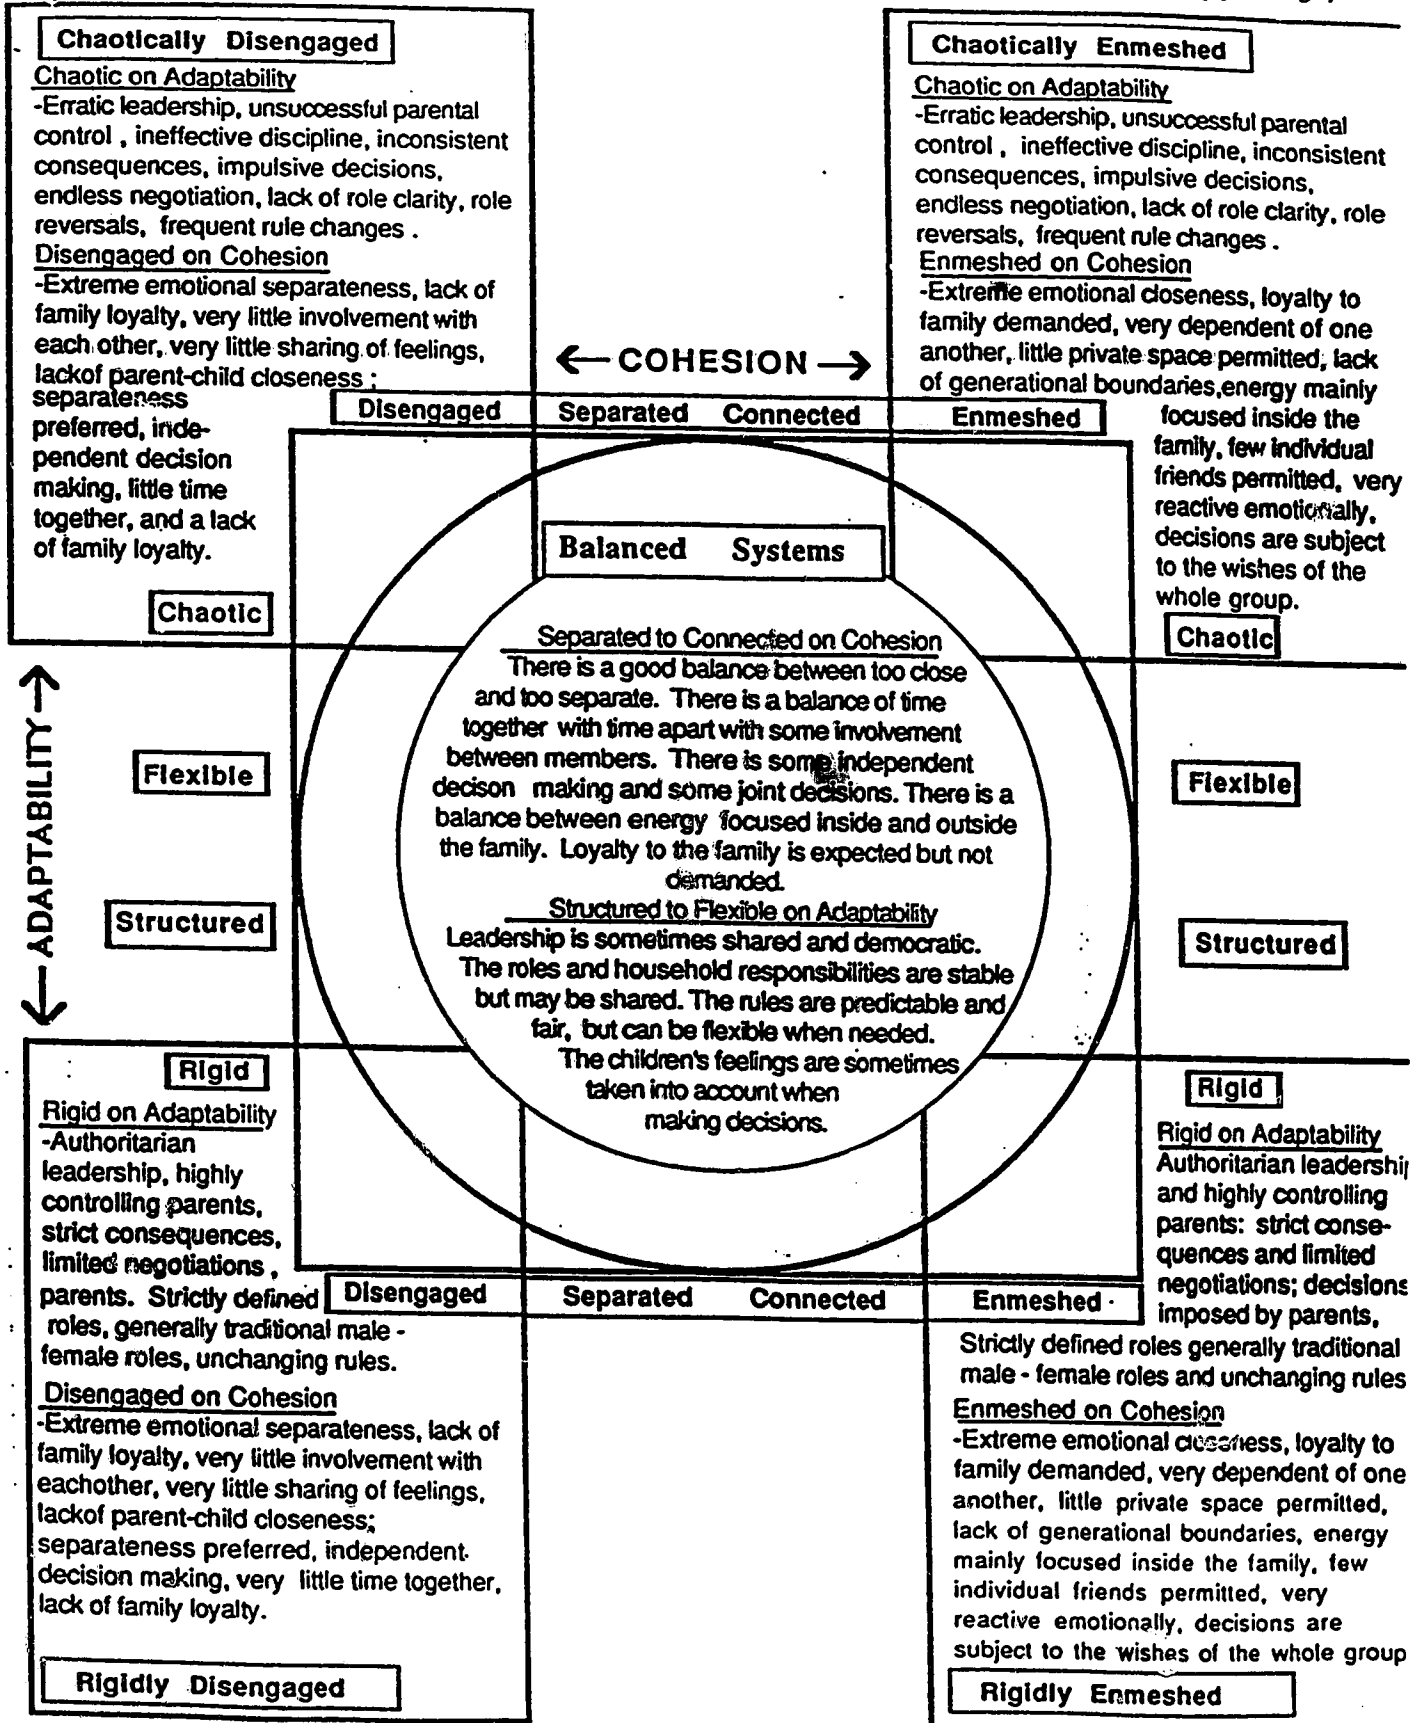 Chaotically Disengaged
Chaotic on Adaptability
-Erratic leadership, unsuccessful parental
control , ineffective discipline, inconsistent
consequences, impulsive decisions,
endless negotiation, lack of role clarity, role
reversals, frequent rule changes .
Disengaged on Cohesion
-Extreme emotional separateness, lack of
family loyalty, very little involvement with
each other, very little sharing of feelings,
lackof parent-child closeness ;
separateness
preferred, inde-
pendent decision
making, little time
together, and a lack
of family loyalty.
Chaotic
Chaotically Enmeshed
Chaotic on Adaptability
-Erratic leadership, unsuccessful parental
control , ineffective discipline, inconsistent
consequences, impulsive decisions,
endless negotiation, lack of role clarity, role
reversals, frequent rule changes .
Enmeshed on Cohesion
-Extreme emotional closeness, loyalty to
family demanded, very dependent of one
another, little private space permitted, lack
of generational boundaries,energy mainly
focused inside the
family, few individual
friends permitted, very
reactive emotionally,
decisions are subject
to the wishes of the
whole group.
Chaotic
← COHESION →
Disengaged Separated Connected Enmeshed
Balanced Systems
Separated to Connected on Cohesion
There is a good balance between too close
and too separate. There is a balance of time
together with time apart with some involvement
between members. There is some independent
decison making and some joint decisions. There is a
balance between energy focused inside and outside
the family. Loyalty to the family is expected but not
demanded.
Structured to Flexible on Adaptability
Leadership is sometimes shared and democratic.
The roles and household responsibilities are stable
but may be shared. The rules are predictable and
fair, but can be flexible when needed.
The children's feelings are sometimes
taken into account when
making decisions.
← ADAPTABILITY →
Flexible
Structured
Flexible
Structured
Rigid
Rigid on Adaptability
-Authoritarian
leadership, highly
controlling parents,
strict consequences,
limited negotiations ,
parents. Strictly defined
roles, generally traditional male -
female roles, unchanging rules.
Disengaged on Cohesion
-Extreme emotional separateness, lack of
family loyalty, very little involvement with
eachother, very little sharing of feelings,
lackof parent-child closeness;
separateness preferred, independent
decision making, very little time together,
lack of family loyalty.
Rigidly Disengaged
Disengaged Separated Connected Enmeshed
Rigid
Rigid on Adaptability
Authoritarian leadership
and highly controlling
parents: strict conse-
quences and limited
negotiations; decisions
imposed by parents,
Strictly defined roles generally traditional
male - female roles and unchanging rules
Enmeshed on Cohesion
-Extreme emotional closeness, loyalty to
family demanded, very dependent of one
another, little private space permitted,
lack of generational boundaries, energy
mainly focused inside the family, few
individual friends permitted, very
reactive emotionally, decisions are
subject to the wishes of the whole group
Rigidly Enmeshed